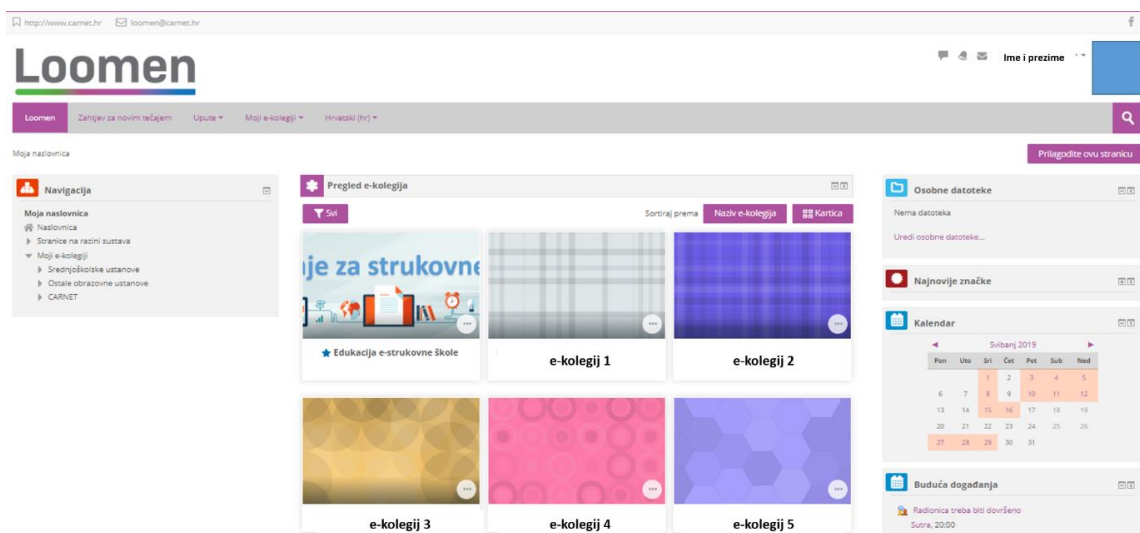 http://www.carnet.hr loomen@carnet.hr
Loomen
Ime i prezime
Loomen Zahtjev za novim tečajem Upute Moji e-kolegiji Hrvatski (hr)
Moja naslovnica
Prilagodite ovu stranicu
Navigacija
Moja naslovnica
Naslovnica
Stranice na razini sustava
Moji e-kolegiji
Srednjoškolske ustanove
Ostale obrazovne ustanove
CARNET
Pregled e-kolegija
Svi
Sortiraj prema Naziv e-kolegija Kartica
je za strukovne
Edukacija e-strukovne škole
e-kolegij 1
e-kolegij 2
e-kolegij 3
e-kolegij 4
e-kolegij 5
Osobne datoteke
Nema datoteka
Uredi osobne datoteke...
Najnovije značke
Kalendar
Svibanj 2019
Pon Uto Sri Čet Pet Sub Ned
1 2 3 4 5
6 7 8 9 10 11 12
13 14 15 16 17 18 19
20 21 22 23 24 25 26
27 28 29 30 31
Buduća događanja
Radionica treba biti dovršeno
Sutra, 20:00